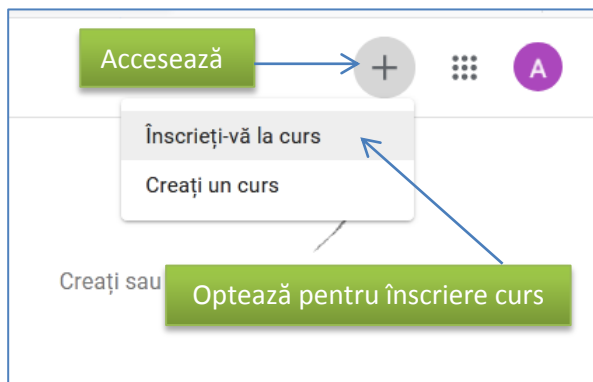 Accesează
A
Înscrieți-vă la curs
Creați un curs
Creați sau
Optează pentru înscriere curs